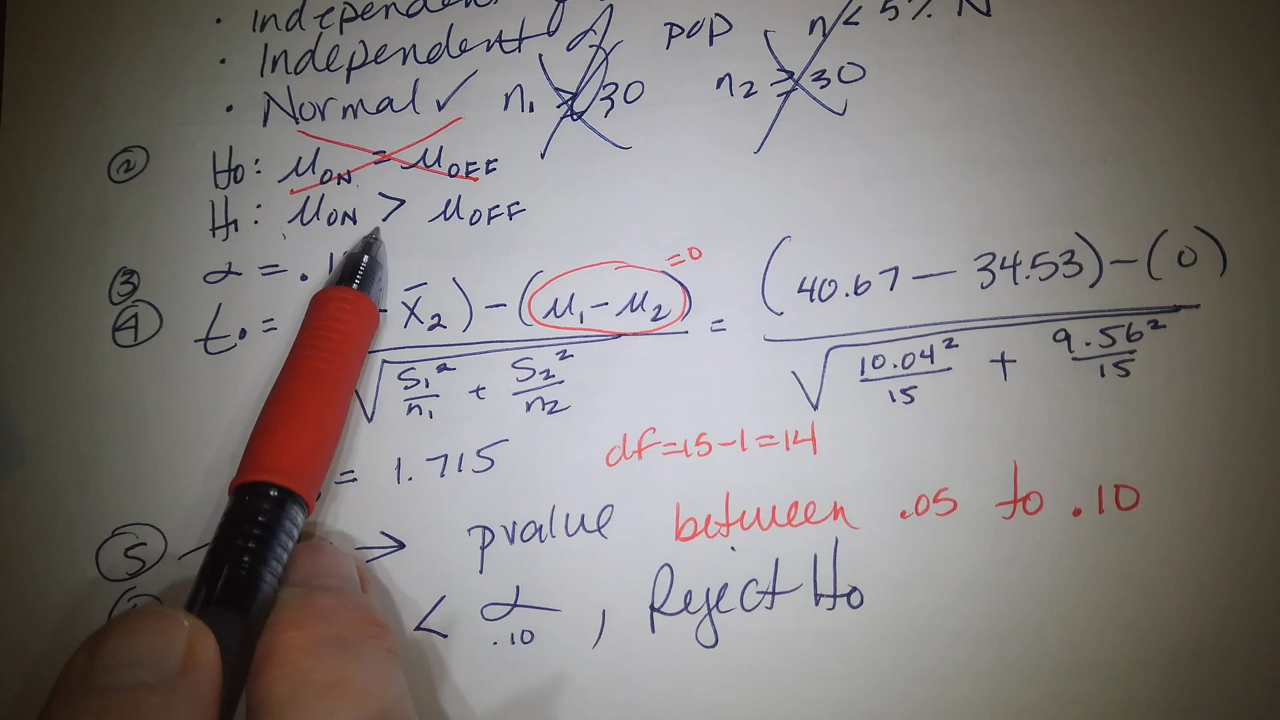 · Independent
· Independent of pop n < 5% N
· Normal ✓ n₁ ≥ 30 n₂ ≥ 30
② H₀: μON = μOFF
H₁: μON > μOFF
③ α = .1
④ t₀ = x̄₂) - (μ₁ - μ₂) =0 = (40.67 - 34.53) - (0)
√ S₁²/n₁ + S₂²/n₂ √ 10.04²/15 + 9.56²/15
= 1.715 df=15-1=14
⑤ → pvalue between .05 to .10
< α .10, Reject H₀